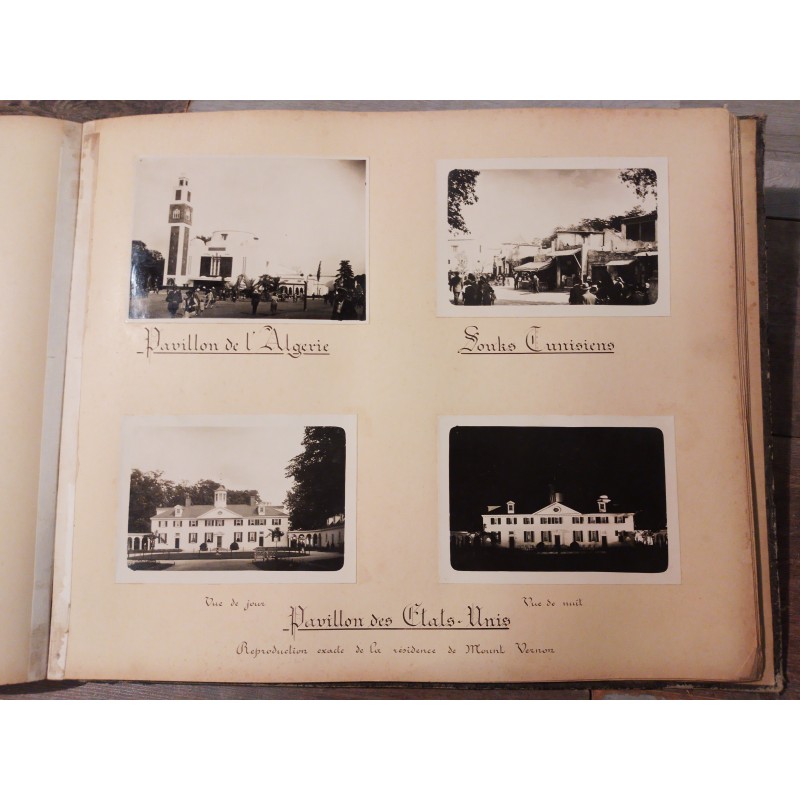 Pavillon de l'Algerie
Souks Tunisiens
Vue de jour
Vue de nuit
Pavillon des Etats-Unis
Reproduction exacte de la résidence de Mount Vernon